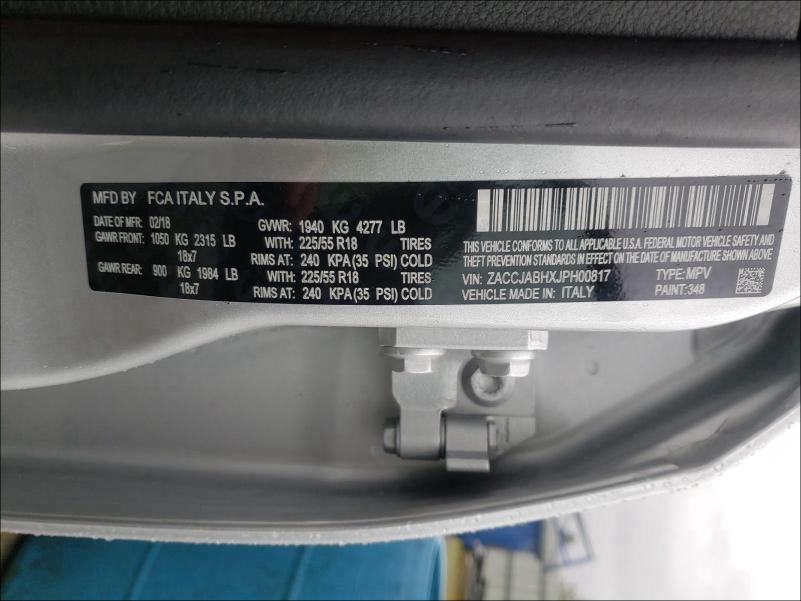 MFD BY FCA ITALY S.P.A.
DATE OF MFR: 02/18 GVWR: 1940 KG 4277 LB
GAWR FRONT: 1050 KG 2315 LB WITH: 225/55 R18 TIRES
18x7 RIMS AT: 240 KPA (35 PSI) COLD
GAWR REAR: 900 KG 1984 LB WITH: 225/55 R18 TIRES
18x7 RIMS AT: 240 KPA (35 PSI) COLD
THIS VEHICLE CONFORMS TO ALL APPLICABLE U.S.A. FEDERAL MOTOR VEHICLE SAFETY AND
THEFT PREVENTION STANDARDS IN EFFECT ON THE DATE OF MANUFACTURE SHOWN ABOVE
VIN: ZACCJABHXJPH00817 TYPE: MPV
VEHICLE MADE IN: ITALY PAINT:348